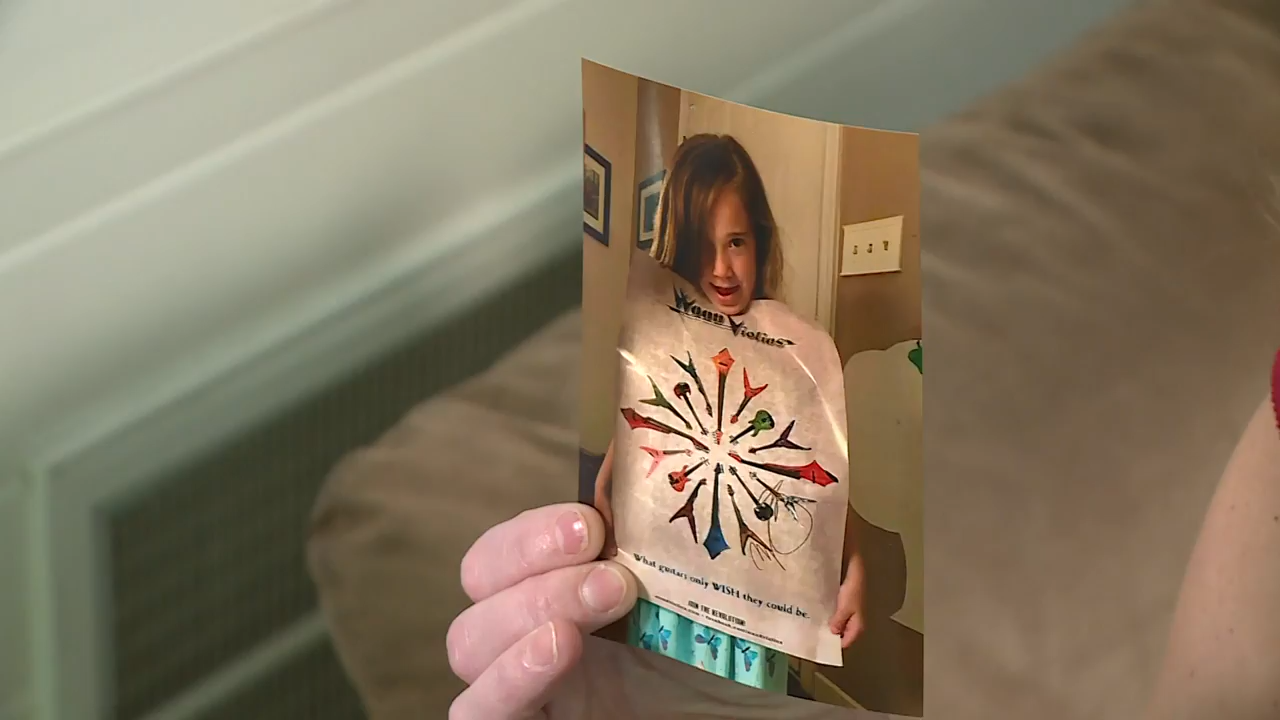 Wood Violins
What guitars only WISH they could be.
JOIN THE REVOLUTION!